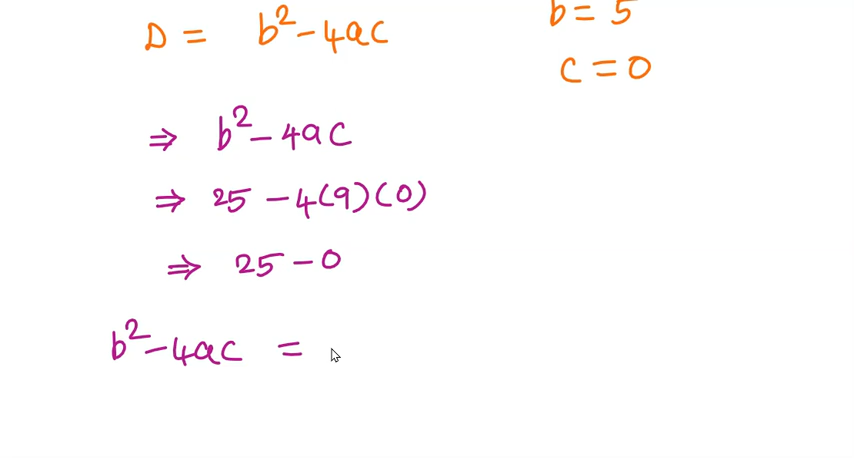 D = b² - 4ac
b = 5
c = 0
⇒ b² - 4ac
⇒ 25 - 4(9)(0)
⇒ 25 - 0
b² - 4ac =